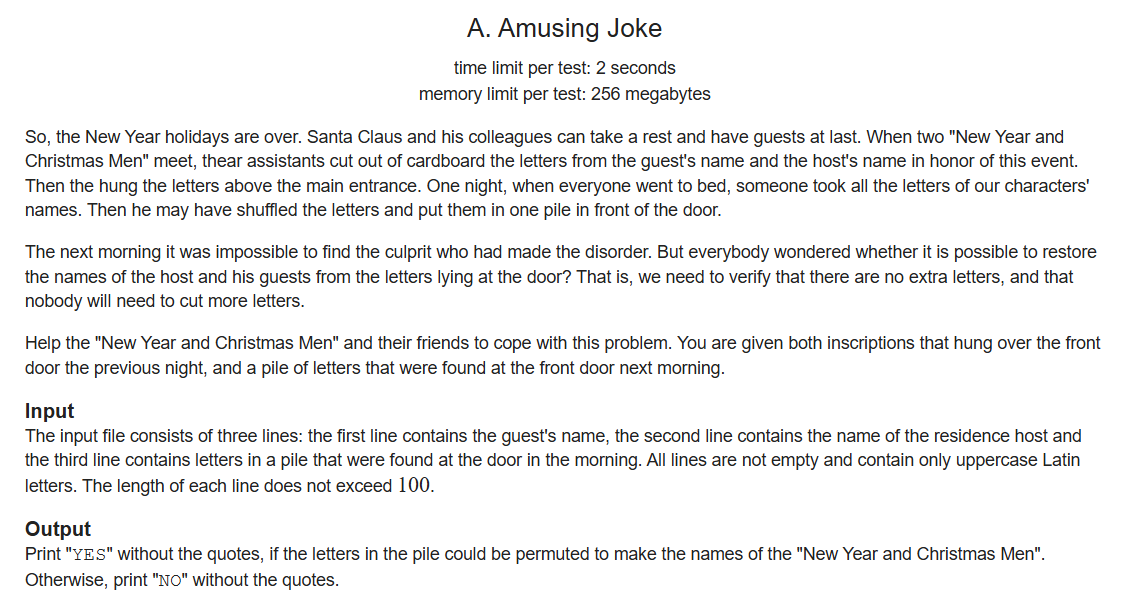 A. Amusing Joke
time limit per test: 2 seconds
memory limit per test: 256 megabytes
So, the New Year holidays are over. Santa Claus and his colleagues can take a rest and have guests at last. When two "New Year and
Christmas Men" meet, thear assistants cut out of cardboard the letters from the guest's name and the host's name in honor of this event.
Then the hung the letters above the main entrance. One night, when everyone went to bed, someone took all the letters of our characters'
names. Then he may have shuffled the letters and put them in one pile in front of the door.
The next morning it was impossible to find the culprit who had made the disorder. But everybody wondered whether it is possible to restore
the names of the host and his guests from the letters lying at the door? That is, we need to verify that there are no extra letters, and that
nobody will need to cut more letters.
Help the "New Year and Christmas Men" and their friends to cope with this problem. You are given both inscriptions that hung over the front
door the previous night, and a pile of letters that were found at the front door next morning.
Input
The input file consists of three lines: the first line contains the guest's name, the second line contains the name of the residence host and
the third line contains letters in a pile that were found at the door in the morning. All lines are not empty and contain only uppercase Latin
letters. The length of each line does not exceed 100.
Output
Print "YES" without the quotes, if the letters in the pile could be permuted to make the names of the "New Year and Christmas Men".
Otherwise, print "NO" without the quotes.